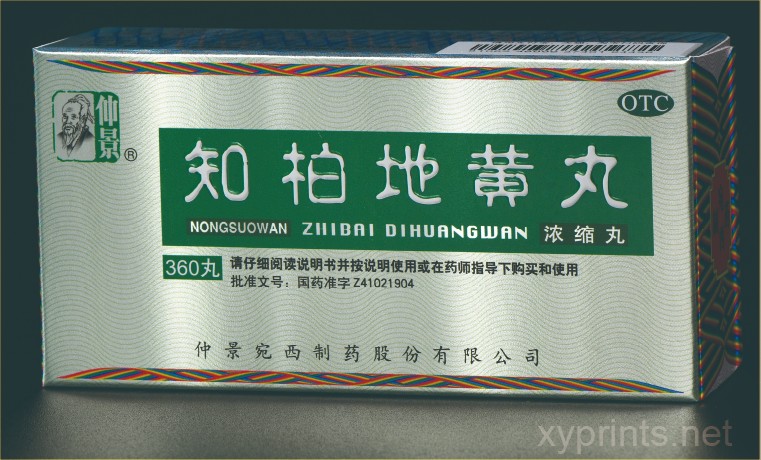 OTC
仲景
®
知柏地黄丸
NONGSUOWAN ZHIBAI DIHUANGWAN 浓缩丸
360丸
请仔细阅读说明书并按说明使用或在药师指导下购买和使用
批准文号：国药准字Z41021904
仲景宛西制药股份有限公司
xyprints.net